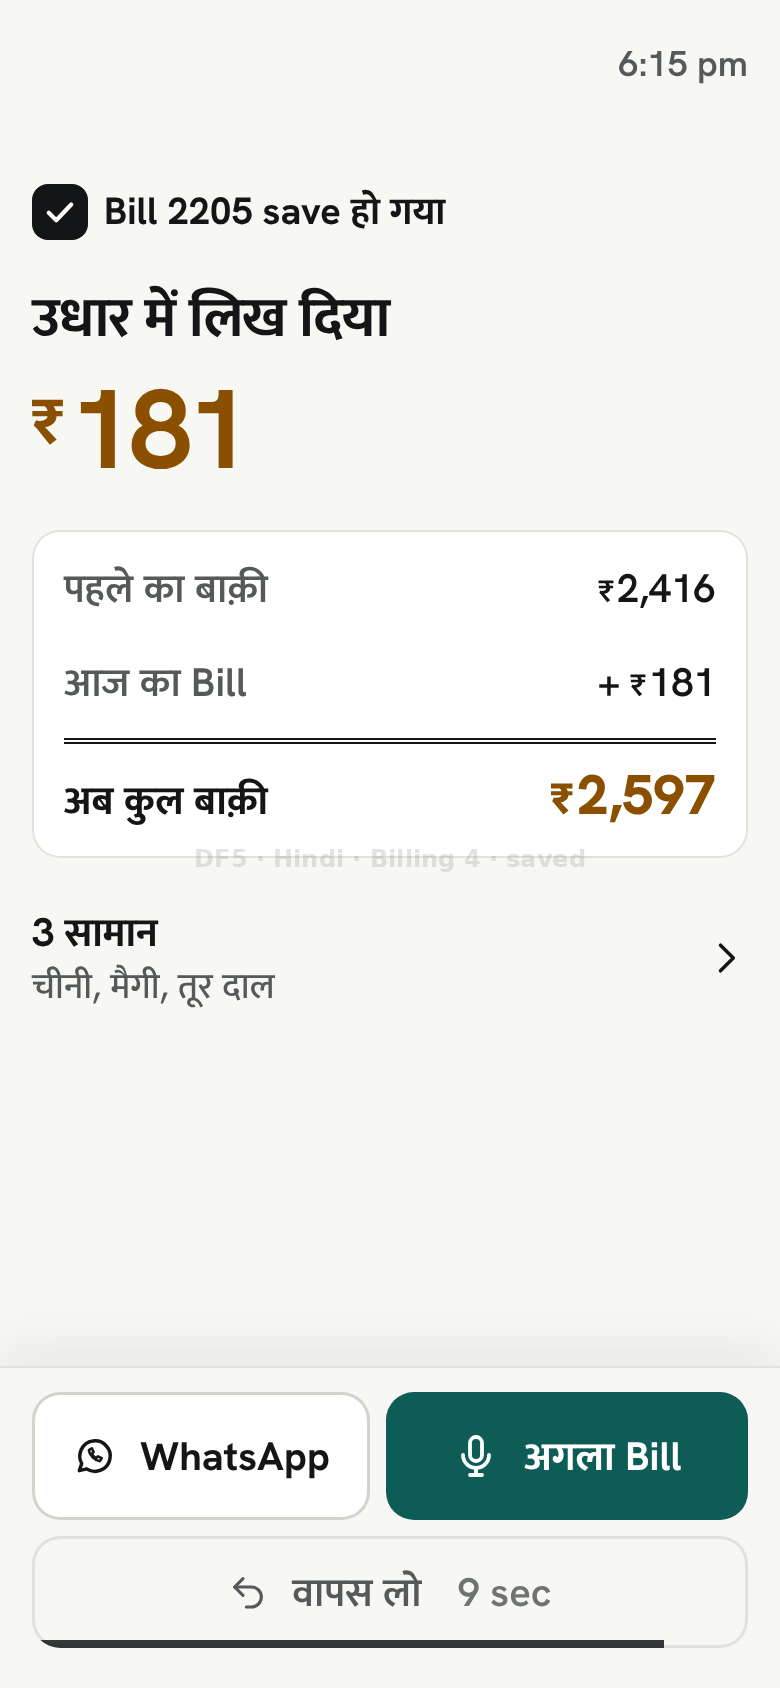 6:15 pm
Bill 2205 save हो गया
उधार में लिख दिया
₹181
पहले का बाक़ी ₹2,416
आज का Bill + ₹181
अब कुल बाक़ी ₹2,597
DF5 · Hindi · Billing 4 · saved
3 सामान
चीनी, मैगी, तूर दाल
WhatsApp अगला Bill
वापस लो 9 sec